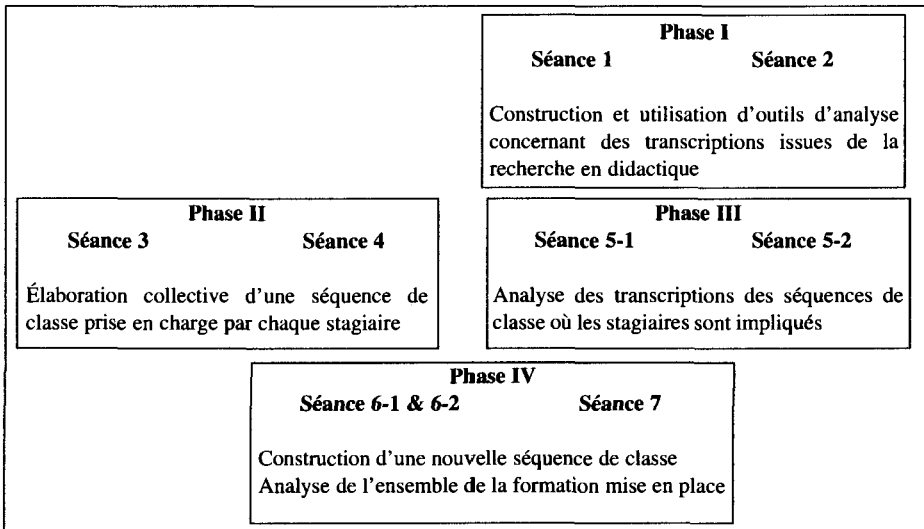 Phase I
Séance 1 Séance 2
Construction et utilisation d'outils d'analyse
concernant des transcriptions issues de la
recherche en didactique
Phase II
Séance 3 Séance 4
Élaboration collective d'une séquence de
classe prise en charge par chaque stagiaire
Phase III
Séance 5-1 Séance 5-2
Analyse des transcriptions des séquences de
classe où les stagiaires sont impliqués
Phase IV
Séance 6-1 & 6-2 Séance 7
Construction d'une nouvelle séquence de classe
Analyse de l'ensemble de la formation mise en place